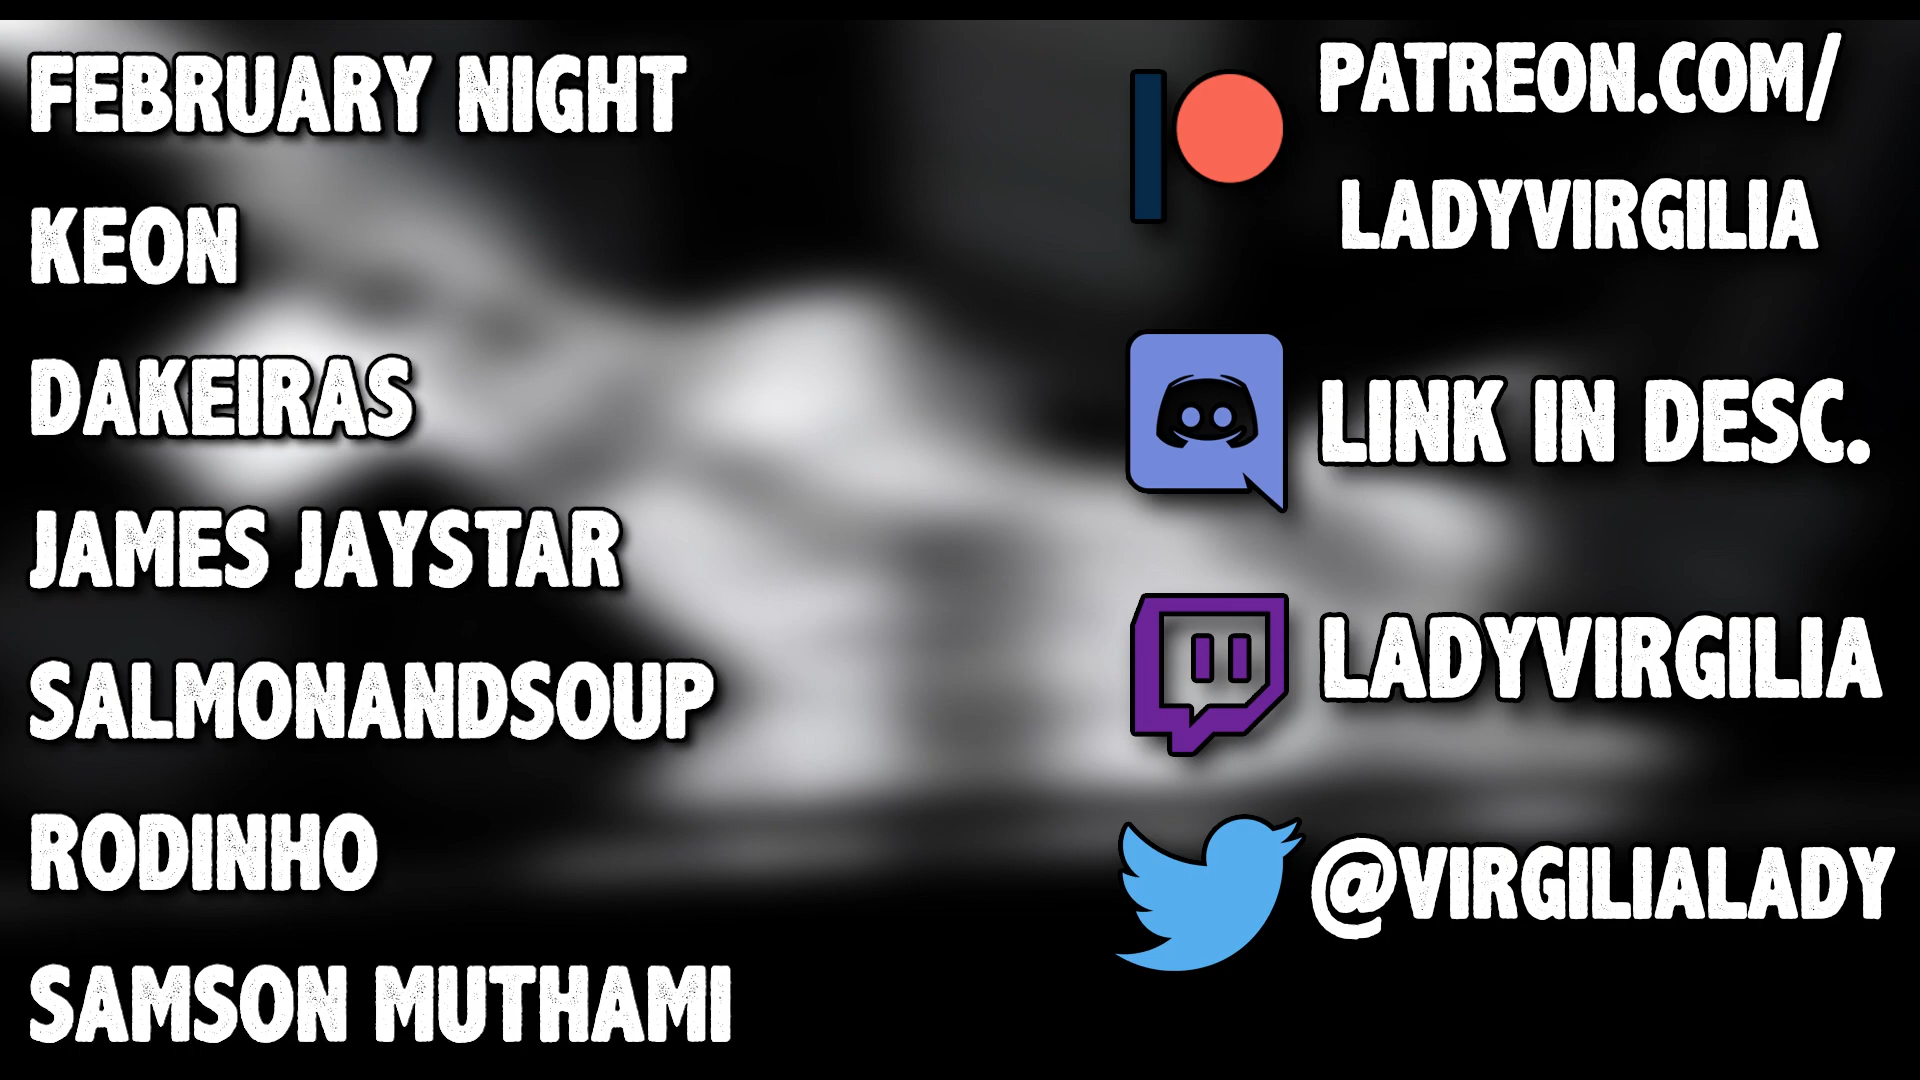 FEBRUARY NIGHT
KEON
DAKEIRAS
JAMES JAYSTAR
SALMONANDSOUP
RODINHO
SAMSON MUTHAMI
PATREON.COM/
LADYVIRGILIA
LINK IN DESC.
LADYVIRGILIA
@VIRGILIALADY